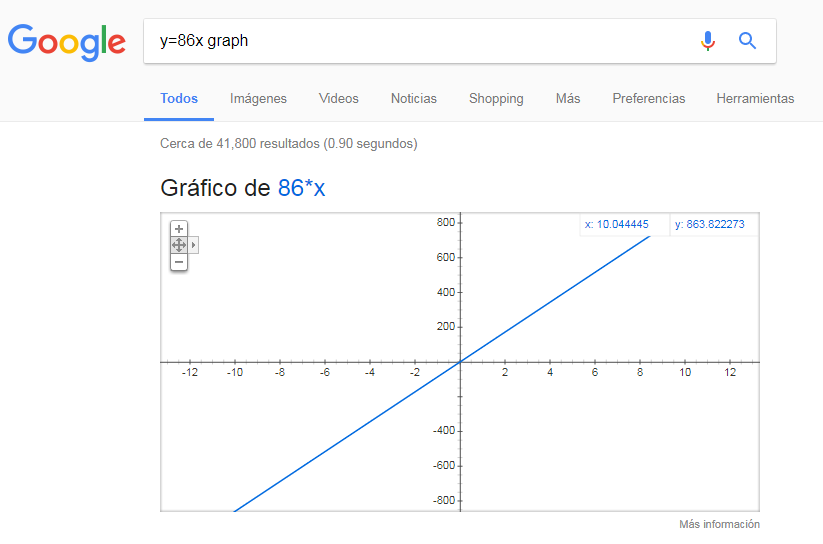 Google
y=86x graph
Todos Imágenes Videos Noticias Shopping Más Preferencias Herramientas
Cerca de 41,800 resultados (0.90 segundos)
Gráfico de 86*x
x: 10.044445 y: 863.822273
800
600
400
200
-12 -10 -8 -6 -4 -2 2 4 6 8 10 12
-400
-600
-800
Más información